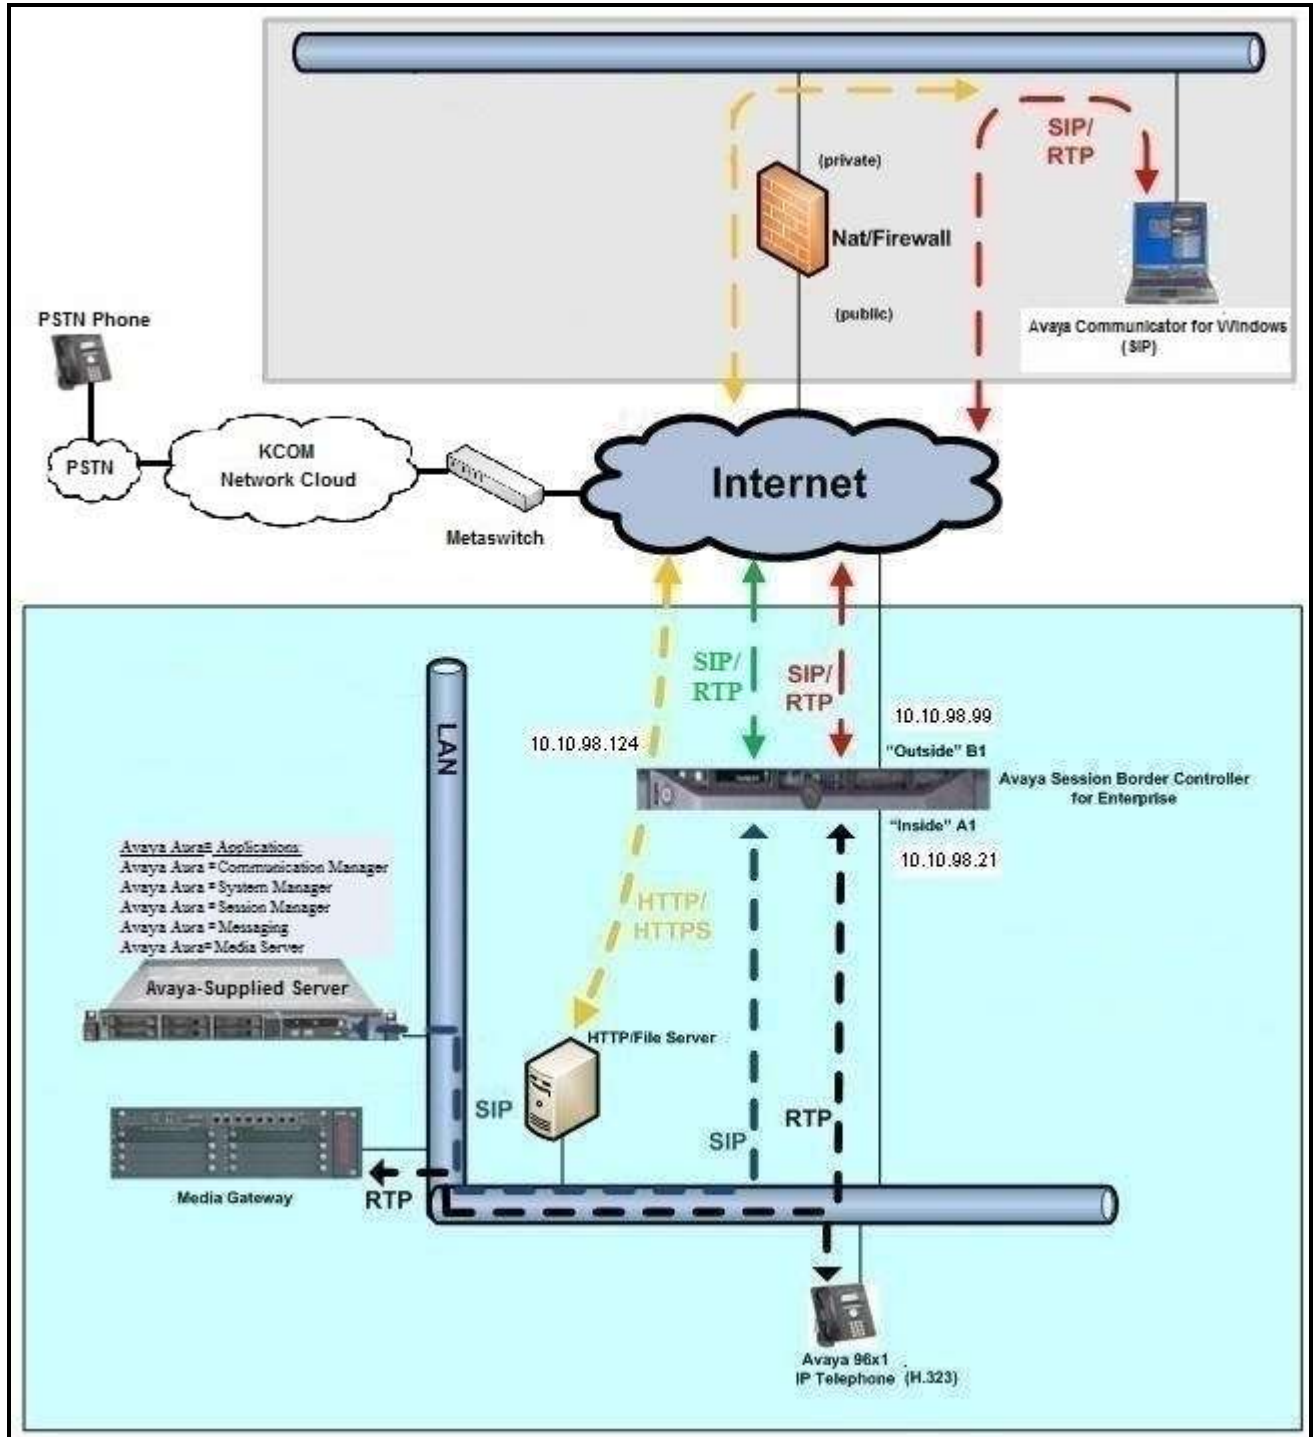 SIP/
RTP
(private)
Nat/Firewall
(public)
Avaya Communicator for Windows
(SIP)
PSTN Phone
PSTN
KCOM
Network Cloud
Metaswitch
Internet
SIP/
RTP
SIP/
RTP
LAN
10.10.98.124
10.10.98.99
"Outside" B1
Avaya Session Border Controller
for Enterprise
"Inside" A1
10.10.98.21
Avaya Aura® Applications:
Avaya Aura ® Communication Manager
Avaya Aura ® System Manager
Avaya Aura ® Session Manager
Avaya Aura ® Messaging
Avaya Aura® Media Server
Avaya-Supplied Server
HTTP/
HTTPS
HTTP/File Server
SIP
SIP
RTP
Media Gateway
RTP
Avaya 96x1
IP Telephone (H.323)